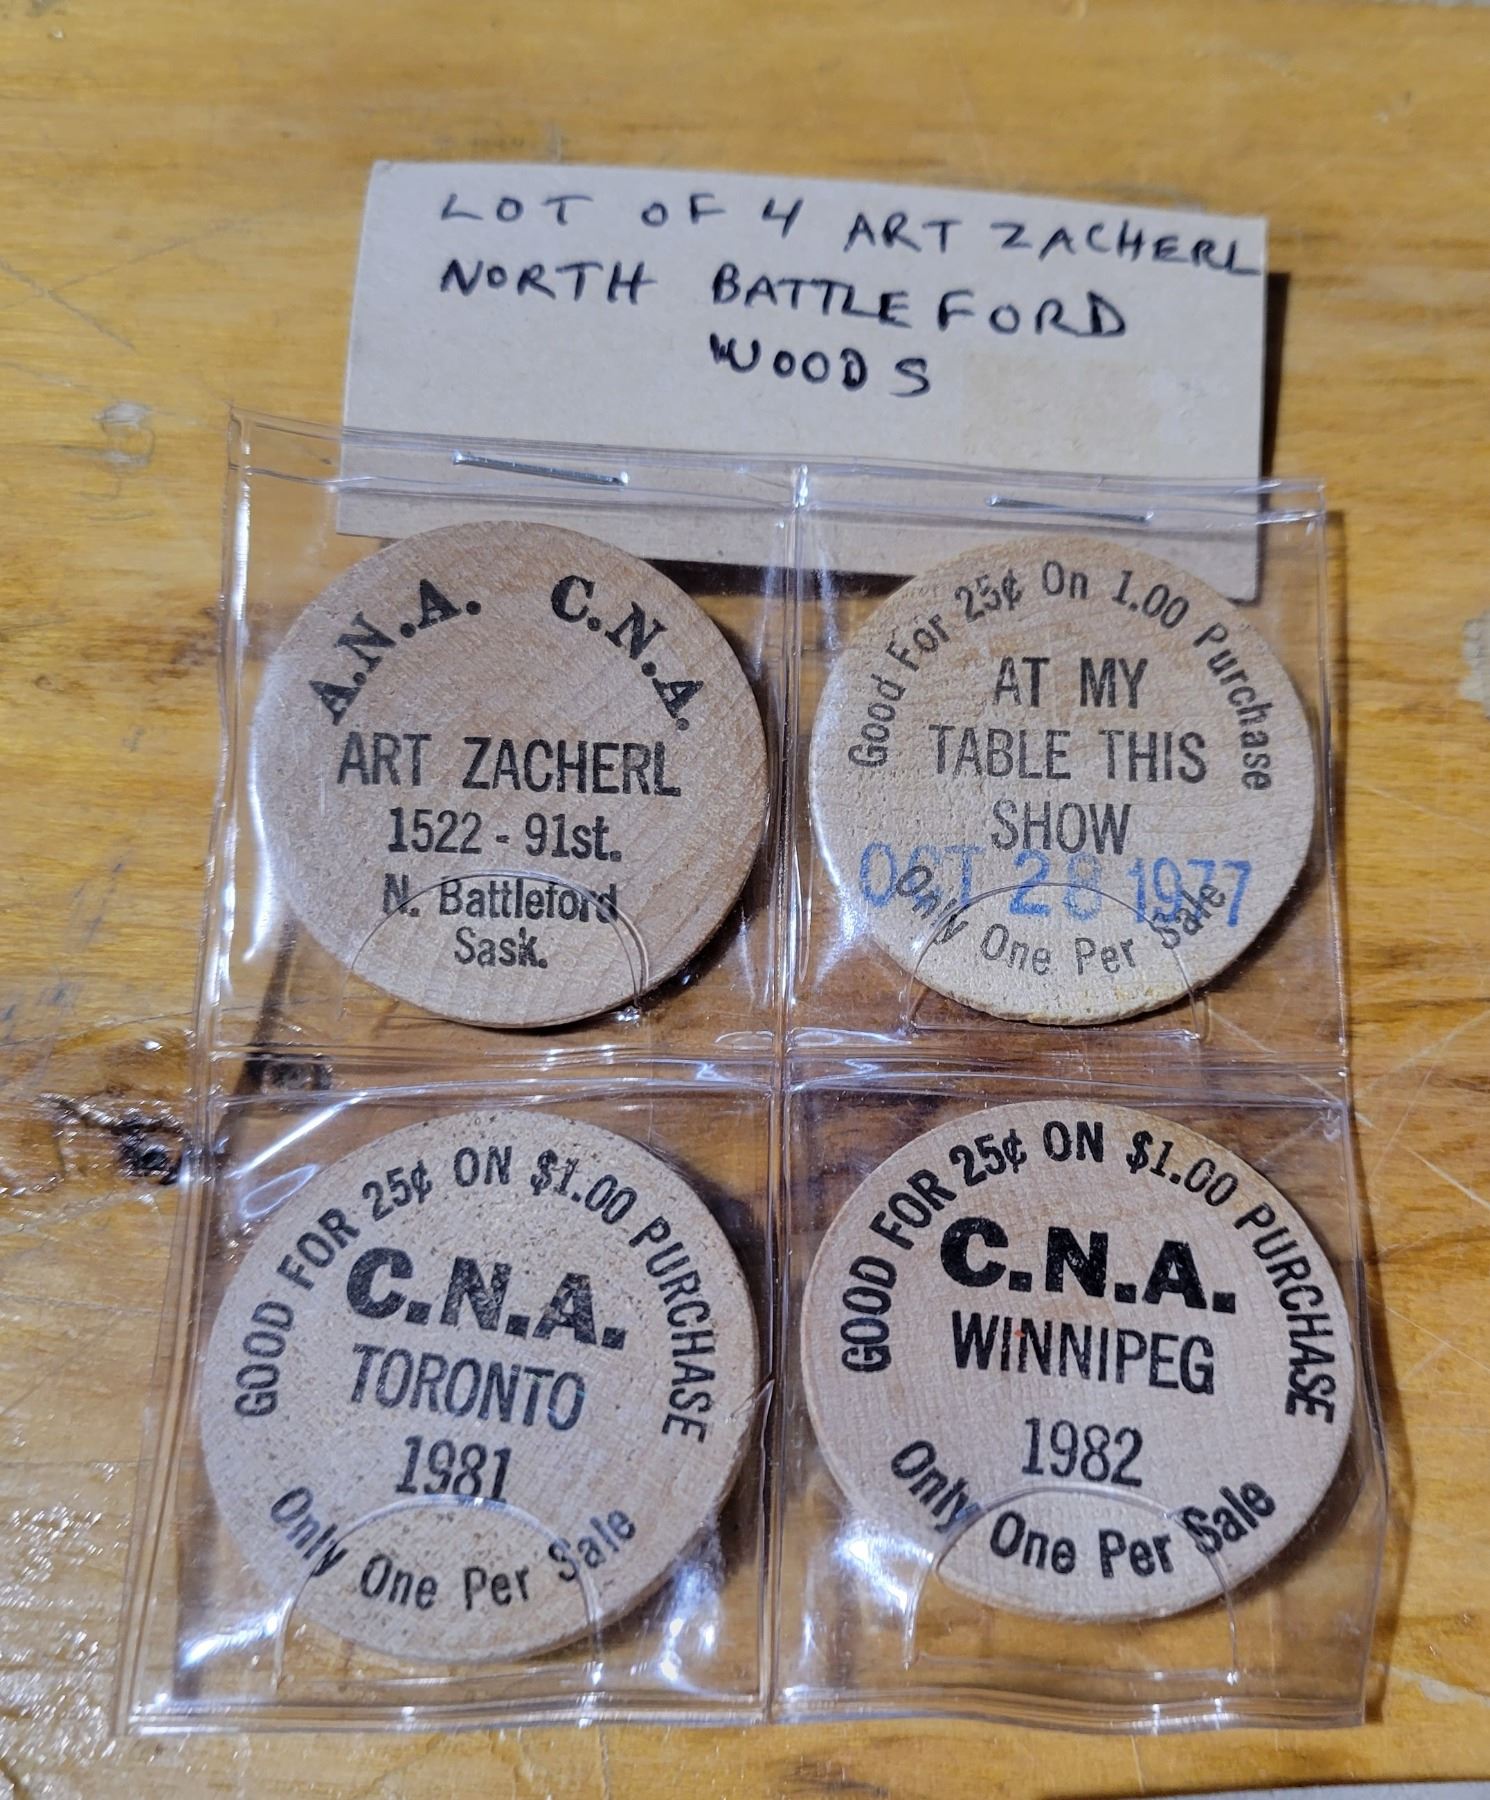 LOT OF 4 ART ZACHERL
NORTH BATTLEFORD
WOODS
A.N.A. C.N.A.
ART ZACHERL
1522 - 91st.
N. Battleford
Sask.
Good For 25¢ On 1.00 Purchase
AT MY
TABLE THIS
SHOW
OCT 28 1977
Only One Per Sale
GOOD FOR 25¢ ON $1.00 PURCHASE
C.N.A.
TORONTO
1981
Only One Per Sale
GOOD FOR 25¢ ON $1.00 PURCHASE
C.N.A.
WINNIPEG
1982
Only One Per Sale